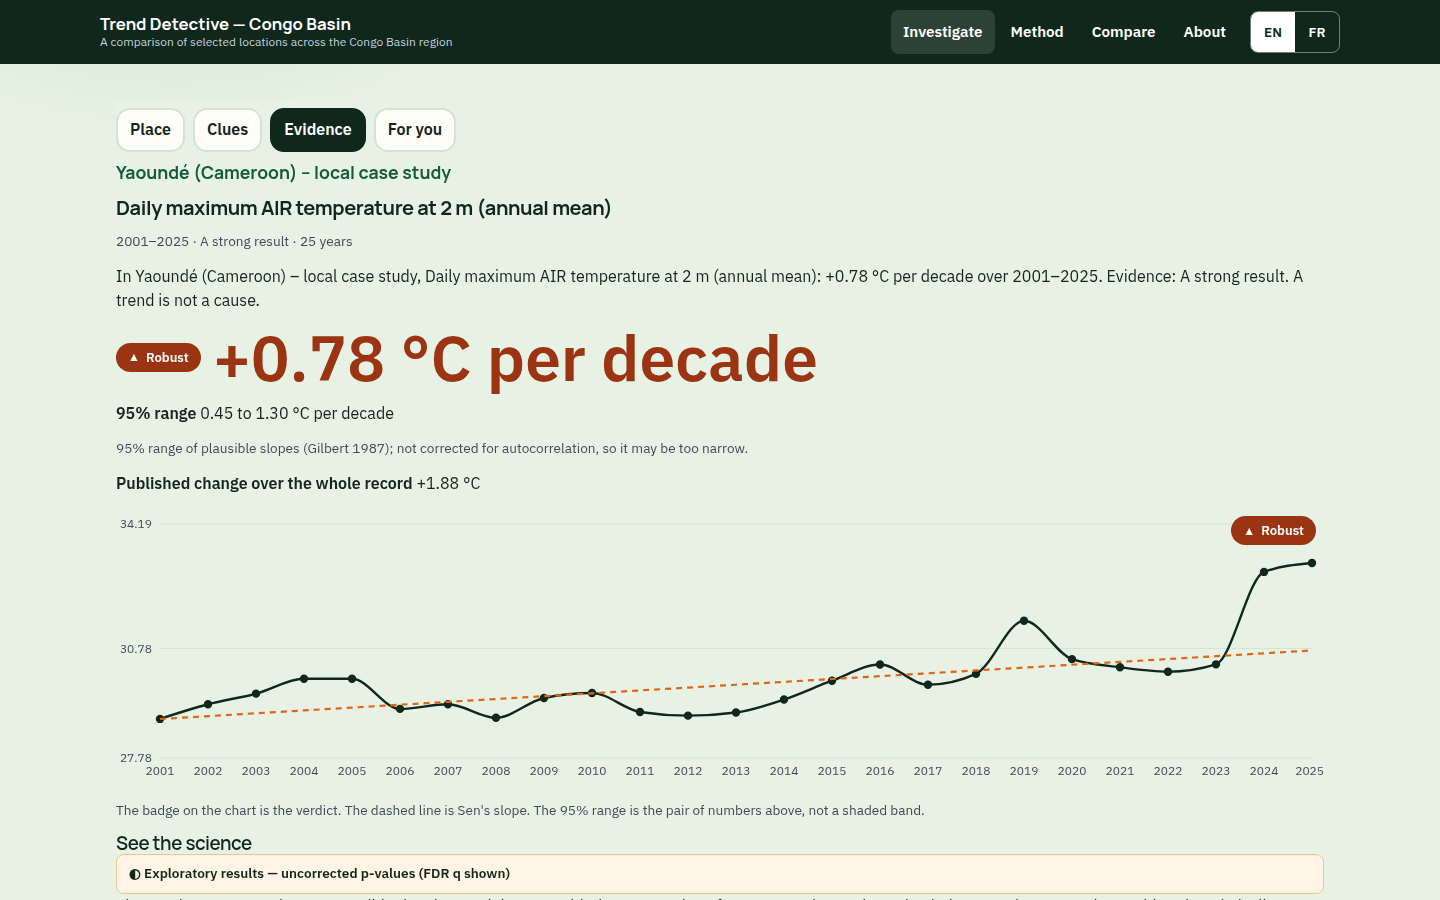 Trend Detective — Congo Basin
A comparison of selected locations across the Congo Basin region
Investigate
Method
Compare
About
EN
FR
Place
Clues
Evidence
For you
Yaoundé (Cameroon) – local case study
Daily maximum AIR temperature at 2 m (annual mean)
2001–2025 · A strong result · 25 years
In Yaoundé (Cameroon) – local case study, Daily maximum AIR temperature at 2 m (annual mean): +0.78 °C per decade over 2001–2025. Evidence: A strong result. A
trend is not a cause.
▲ Robust
+0.78 °C per decade
95% range 0.45 to 1.30 °C per decade
95% range of plausible slopes (Gilbert 1987); not corrected for autocorrelation, so it may be too narrow.
Published change over the whole record +1.88 °C
34.19
▲ Robust
30.78
27.78
2001 2002 2003 2004 2005 2006 2007 2008 2009 2010 2011 2012 2013 2014 2015 2016 2017 2018 2019 2020 2021 2022 2023 2024 2025
The badge on the chart is the verdict. The dashed line is Sen's slope. The 95% range is the pair of numbers above, not a shaded band.
See the science
◐ Exploratory results — uncorrected p-values (FDR q shown)